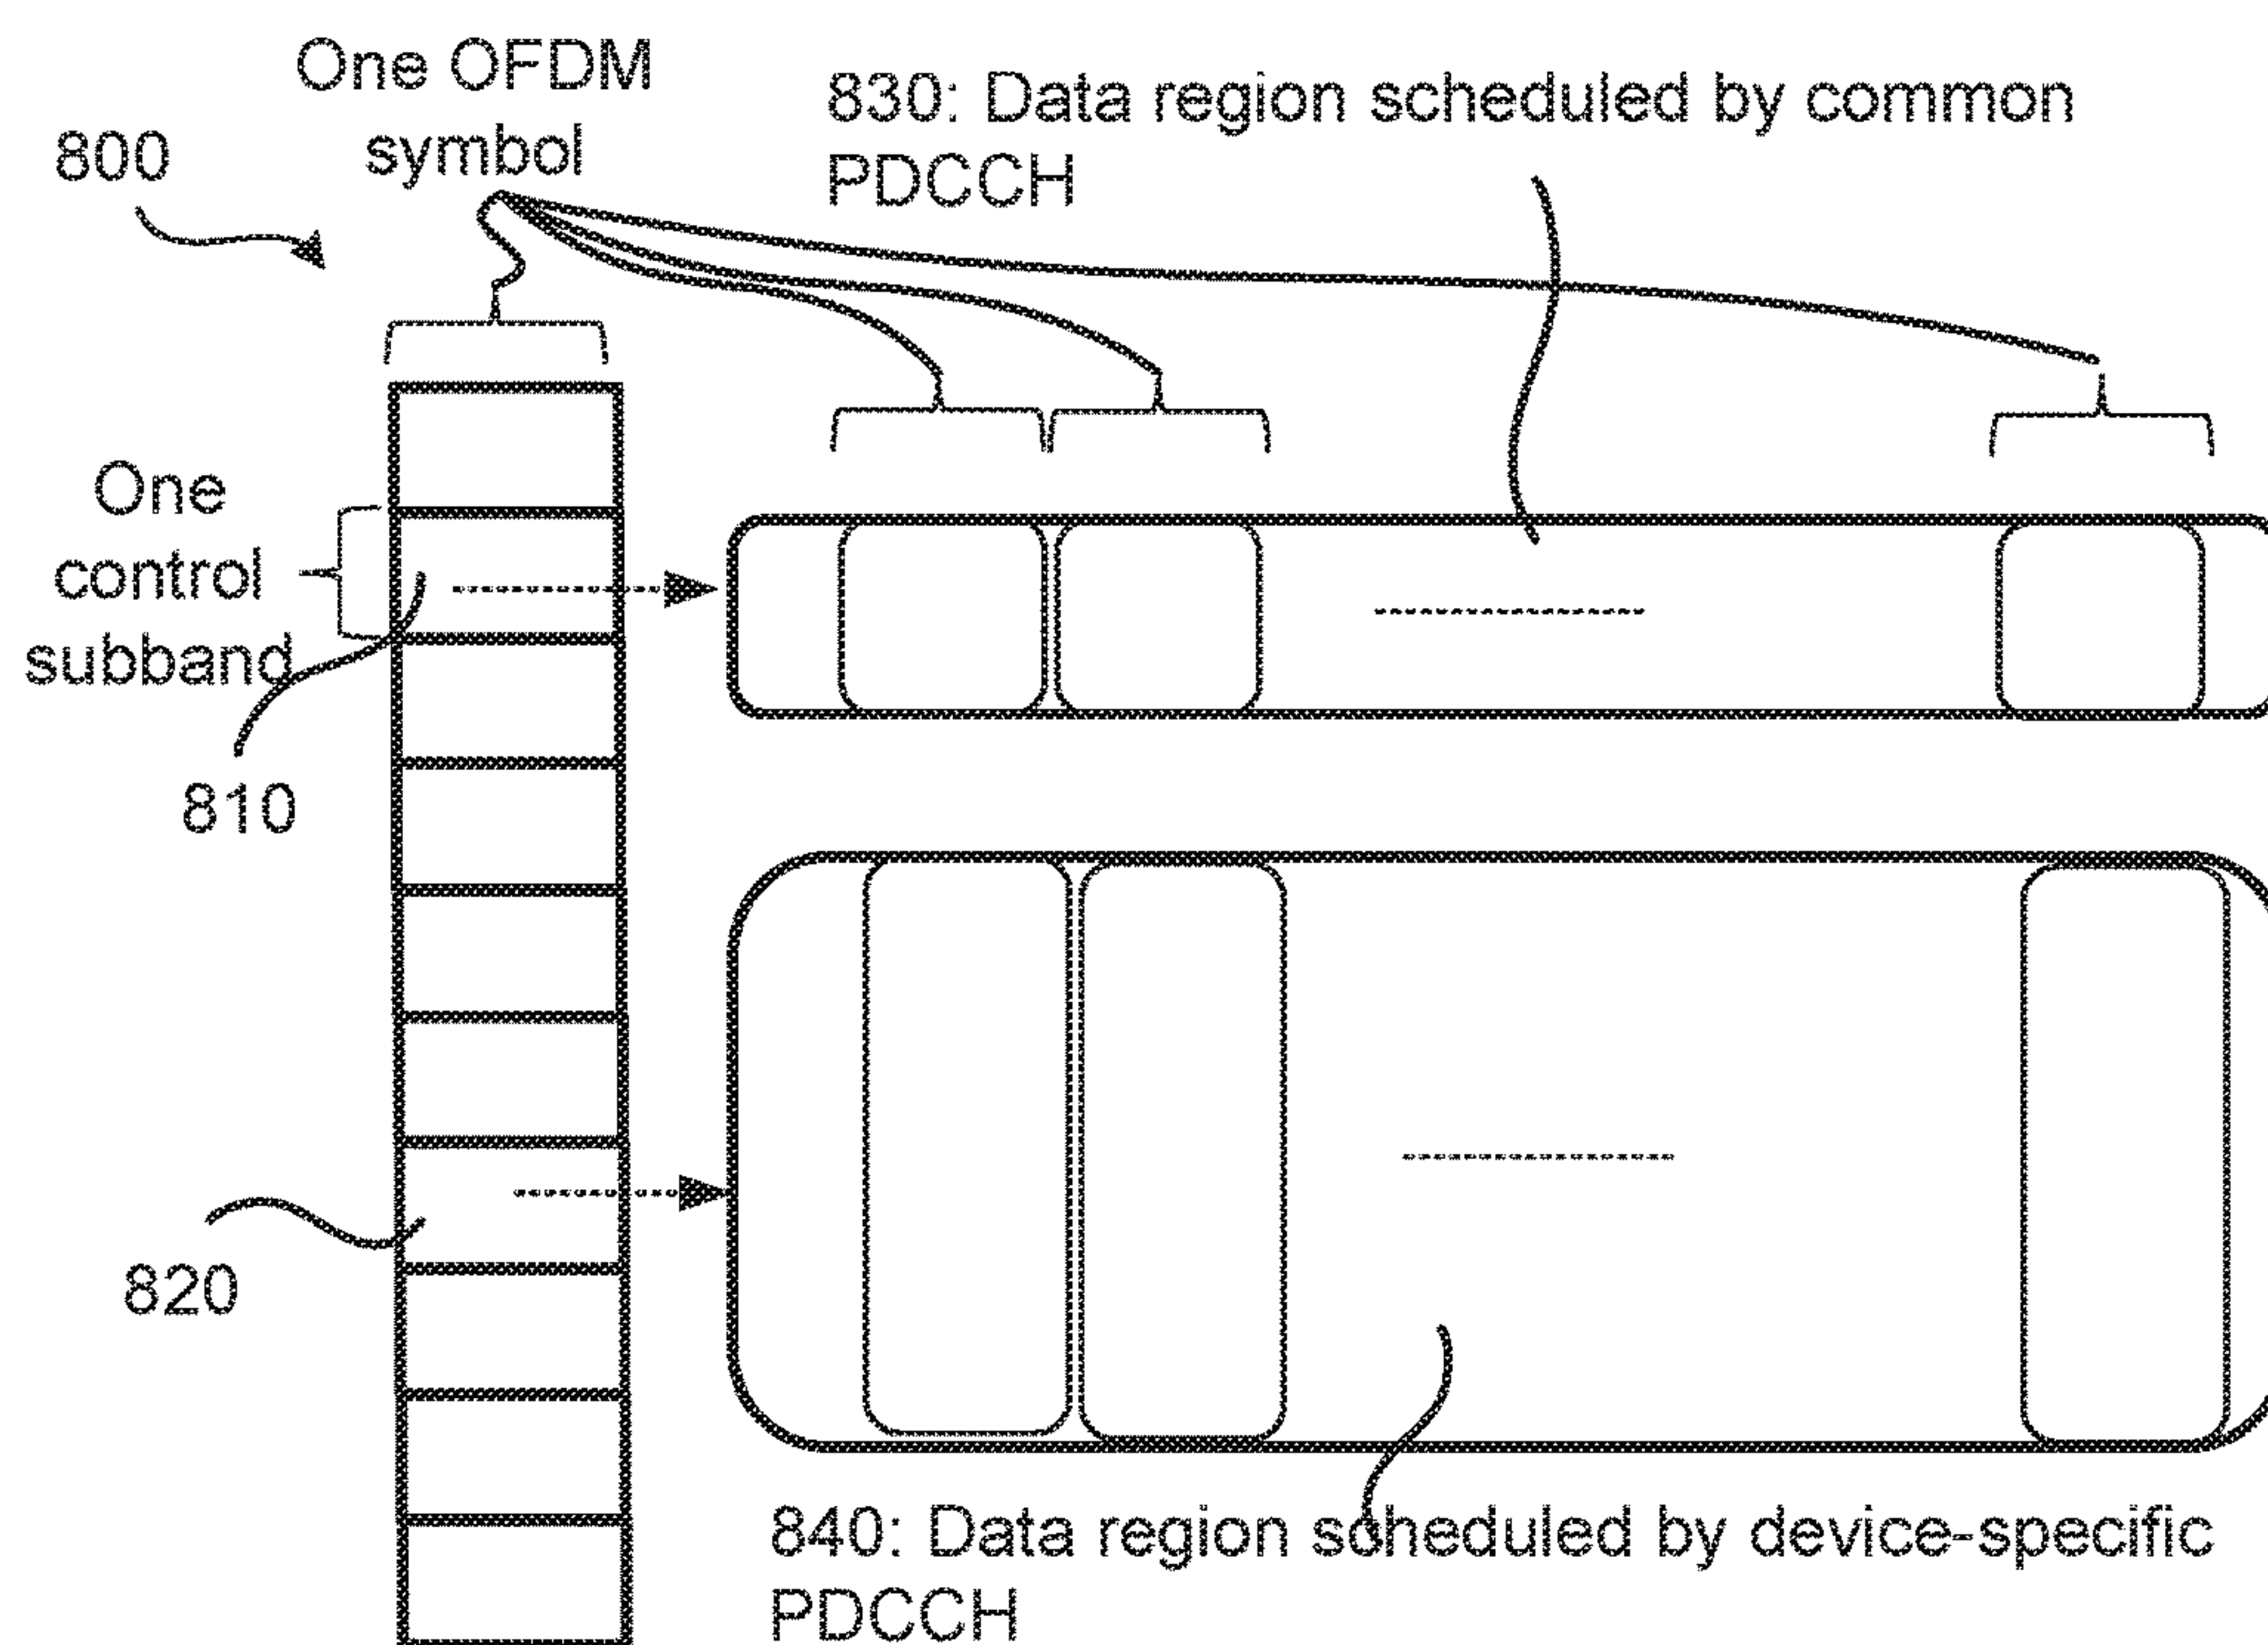 One OFDM
symbol
800
830: Data region scheduled by common
PDCCH
One
control
subband
810
820
840: Data region scheduled by device-specific
PDCCH